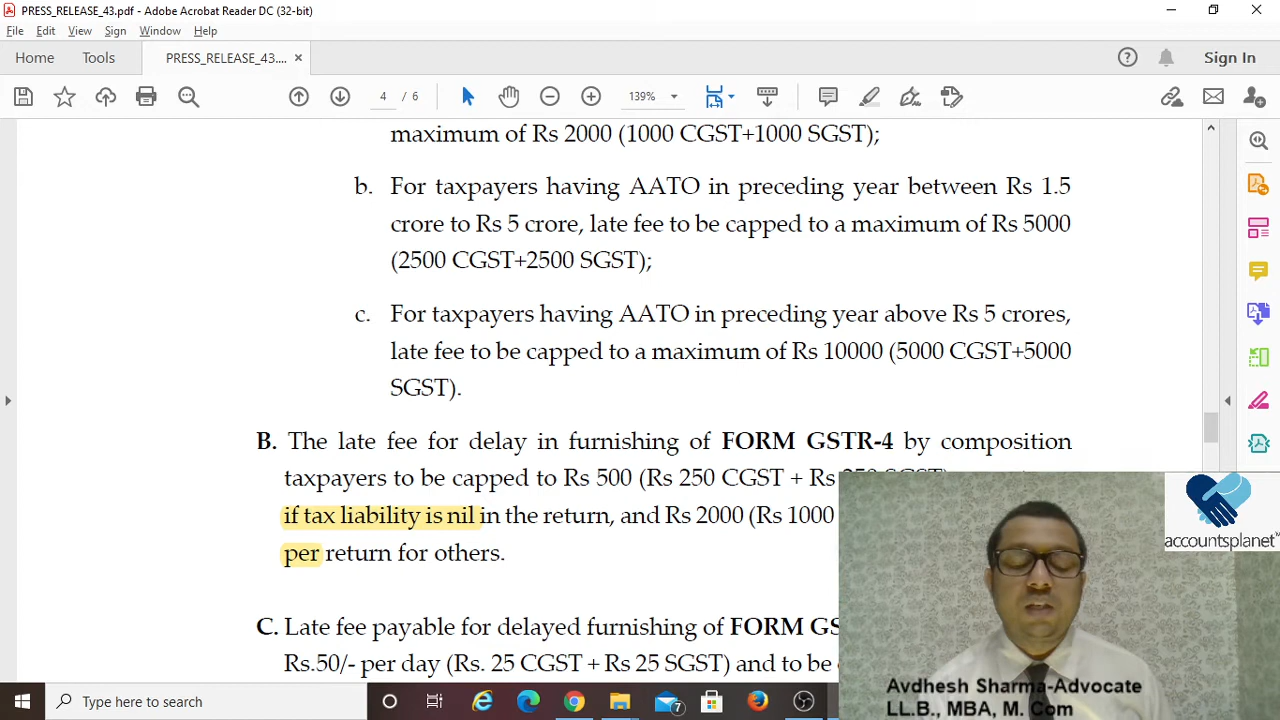 PRESS_RELEASE_43.pdf - Adobe Acrobat Reader DC (32-bit)
File Edit View Sign Window Help
Home Tools PRESS_RELEASE_43.... × Sign In
4 / 6 139%
maximum of Rs 2000 (1000 CGST+1000 SGST);
b. For taxpayers having AATO in preceding year between Rs 1.5
crore to Rs 5 crore, late fee to be capped to a maximum of Rs 5000
(2500 CGST+2500 SGST);
c. For taxpayers having AATO in preceding year above Rs 5 crores,
late fee to be capped to a maximum of Rs 10000 (5000 CGST+5000
SGST).
B. The late fee for delay in furnishing of FORM GSTR-4 by composition
taxpayers to be capped to Rs 500 (Rs 250 CGST + Rs
if tax liability is nil in the return, and Rs 2000 (Rs 1000
per return for others.
C. Late fee payable for delayed furnishing of FORM
Rs.50/- per day (Rs. 25 CGST + Rs 25 SGST) and to be
accountsplanet™
Avdhesh Sharma-Advocate
LL.B., MBA, M. Com
Type here to search
7